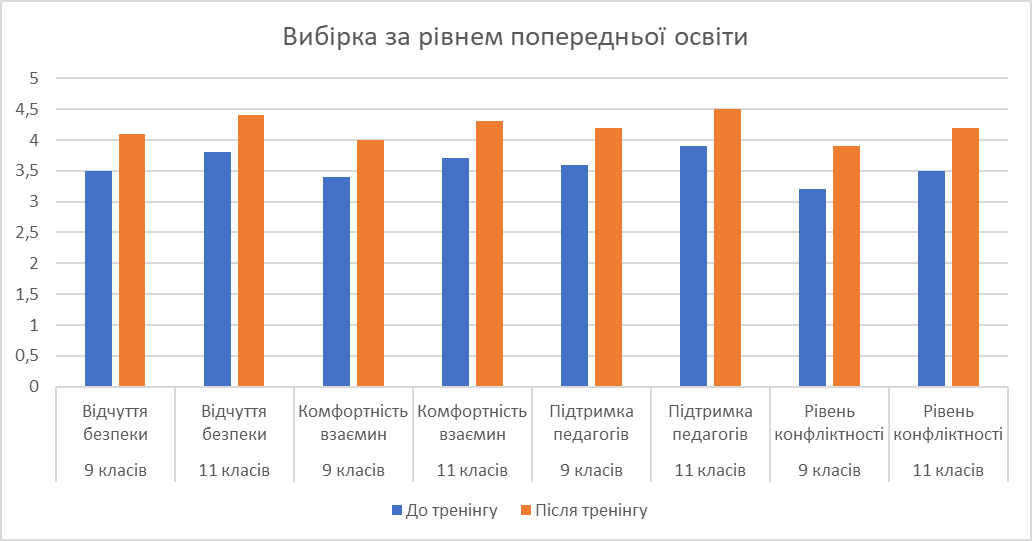 Вибірка за рівнем попередньої освіти
5
4,5
4
3,5
3
2,5
2
1,5
1
0,5
0
Відчуття безпеки
Відчуття безпеки
Комфортність взаємин
Комфортність взаємин
Підтримка педагогів
Підтримка педагогів
Рівень конфліктності
Рівень конфліктності
9 класів
11 класів
9 класів
11 класів
9 класів
11 класів
9 класів
11 класів
До тренінгу
Після тренінгу